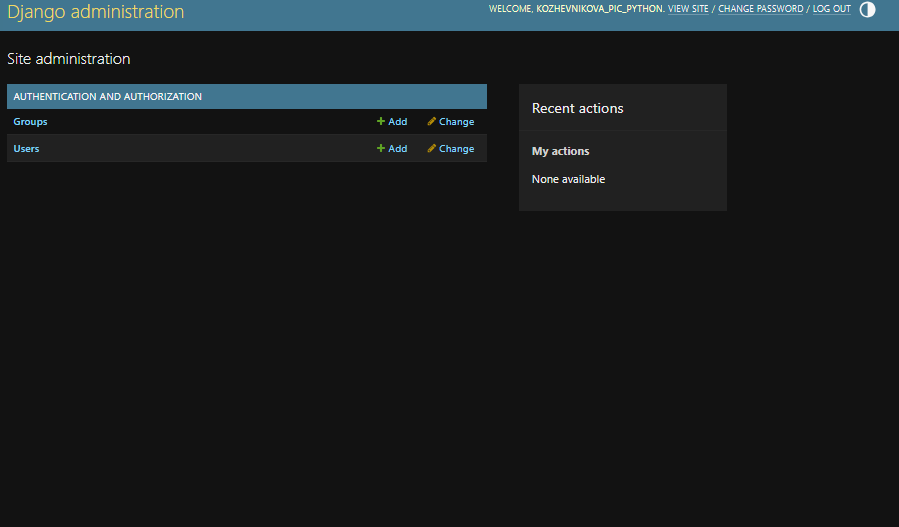 Django administration
WELCOME, KOZHEVNIKOVA_PIC_PYTHON. VIEW SITE / CHANGE PASSWORD / LOG OUT
Site administration
AUTHENTICATION AND AUTHORIZATION
Groups + Add Change
Users + Add Change
Recent actions
My actions
None available